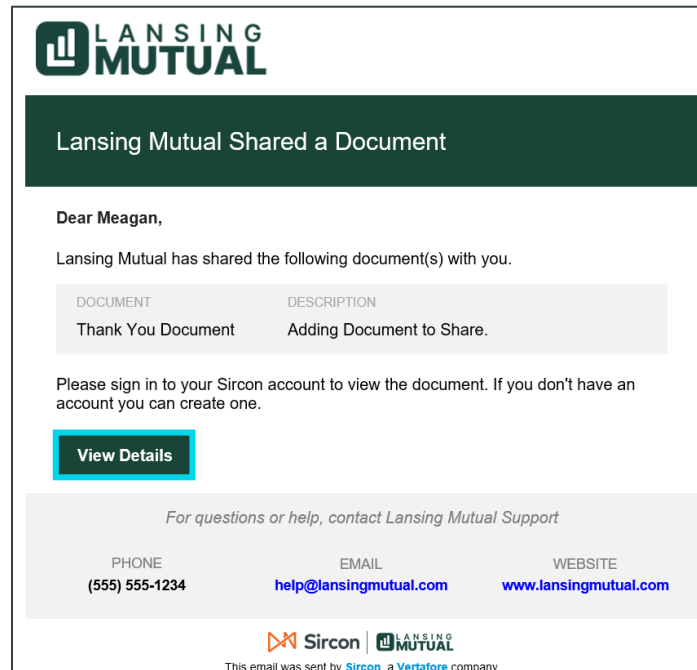 LANSING
MUTUAL
Lansing Mutual Shared a Document
Dear Meagan,
Lansing Mutual has shared the following document(s) with you.
DOCUMENT DESCRIPTION
Thank You Document Adding Document to Share.
Please sign in to your Sircon account to view the document. If you don't have an
account you can create one.
View Details
For questions or help, contact Lansing Mutual Support
PHONE EMAIL WEBSITE
(555) 555-1234 help@lansingmutual.com www.lansingmutual.com
Sircon LANSING
MUTUAL
This email was sent by Sircon, a Vertafore company